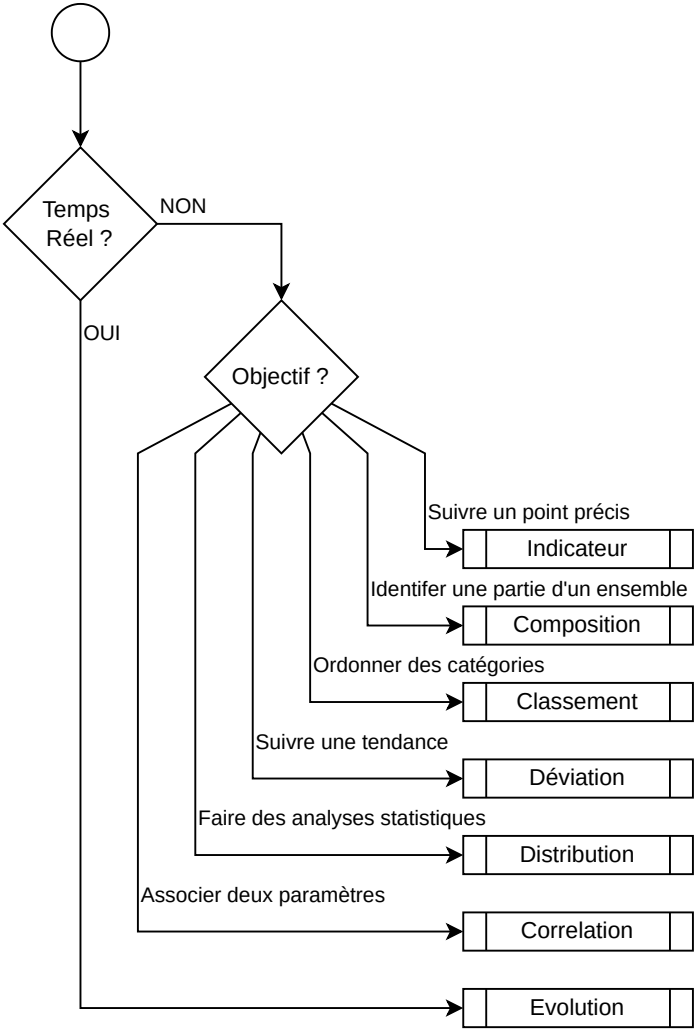 Temps
Réel ?
NON
OUI
Objectif ?
Suivre un point précis
Indicateur
Identifer une partie d'un ensemble
Composition
Ordonner des catégories
Classement
Suivre une tendance
Déviation
Faire des analyses statistiques
Distribution
Associer deux paramètres
Correlation
Evolution